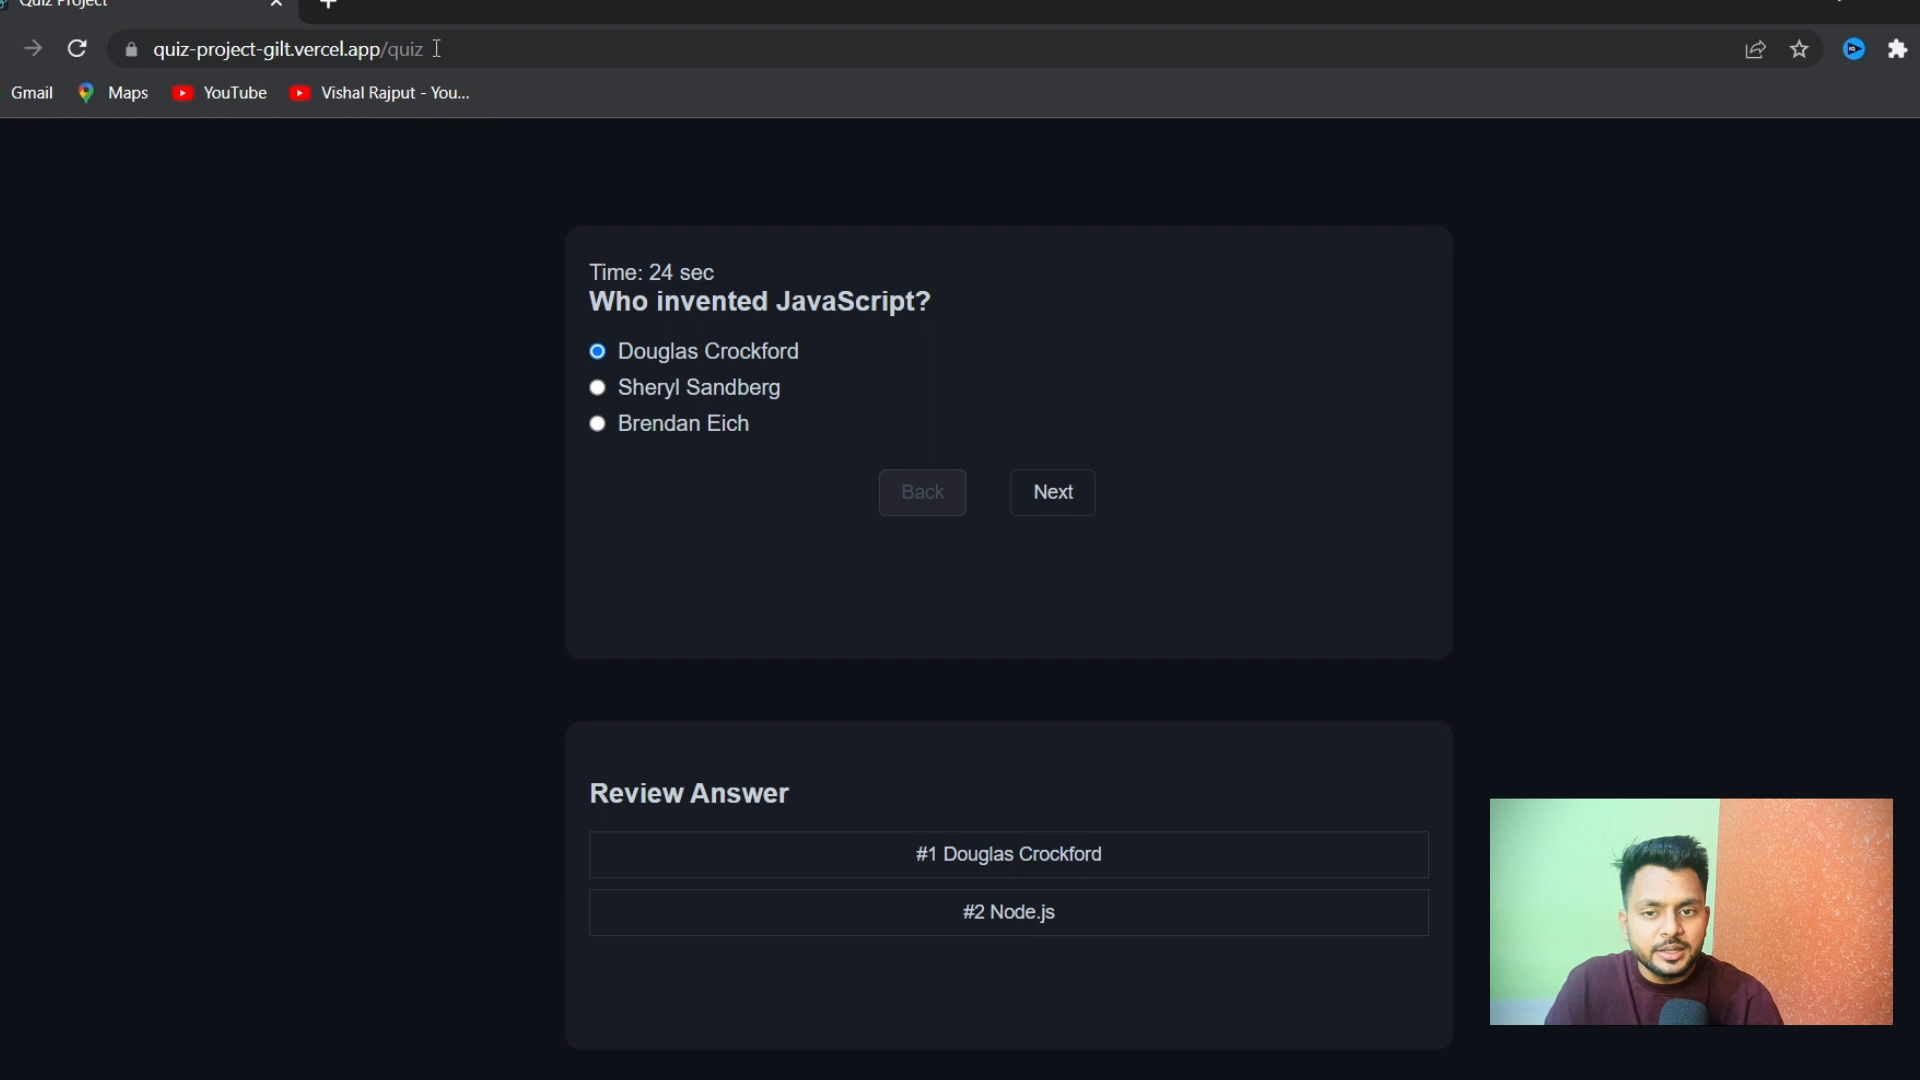 Quiz Project
quiz-project-gilt.vercel.app/quiz
Gmail
Maps
YouTube
Vishal Rajput - You...
Time: 24 sec
Who invented JavaScript?
Douglas Crockford
Sheryl Sandberg
Brendan Eich
Back
Next
Review Answer
#1 Douglas Crockford
#2 Node.js